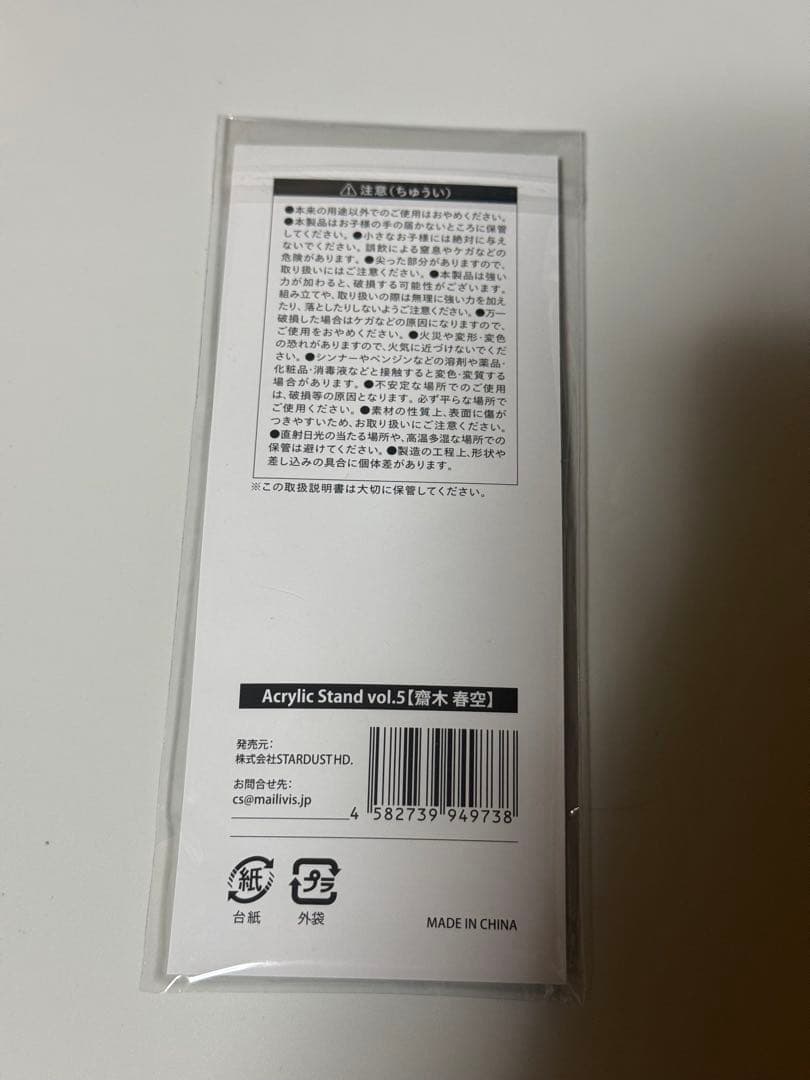 ⚠注意(ちゅうい)
●本来の用途以外でのご使用はおやめください。
●本製品はお子様の手の届かないところに保管
してください。●小さなお子様には絶対に与え
ないでください。誤飲による窒息やケガなどの
危険があります。●尖った部分がありますので、
取り扱いにはご注意ください。●本製品は強い
力が加わると、破損する可能性がございます。
組み立てや、取り扱いの際は無理に強い力を加え
たり、落としたりしないようご注意ください。●万一
破損した場合はケガなどの原因になりますので、
ご使用をおやめください。●火災や変形・変色
の恐れがありますので、火気に近づけないでくだ
さい。●シンナーやベンジンなどの溶剤や薬品・
化粧品・消毒液などと接触すると変色・変質する
場合があります。●不安定な場所でのご使用
は、破損等の原因となります。必ず平らな場所で
ご使用ください。●素材の性質上、表面に傷が
つきやすいため、お取り扱いにご注意ください。
●直射日光の当たる場所や、高温多湿な場所での
保管は避けてください。●製造の工程上、形状や
差し込みの具合に個体差があります。
※この取扱説明書は大切に保管してください。
Acrylic Stand vol.5【齋木 春空】
発売元:
株式会社STARDUST HD.
お問合せ先:
cs@mailivis.jp
4 582739 949738
紙 プラ
台紙 外袋
MADE IN CHINA